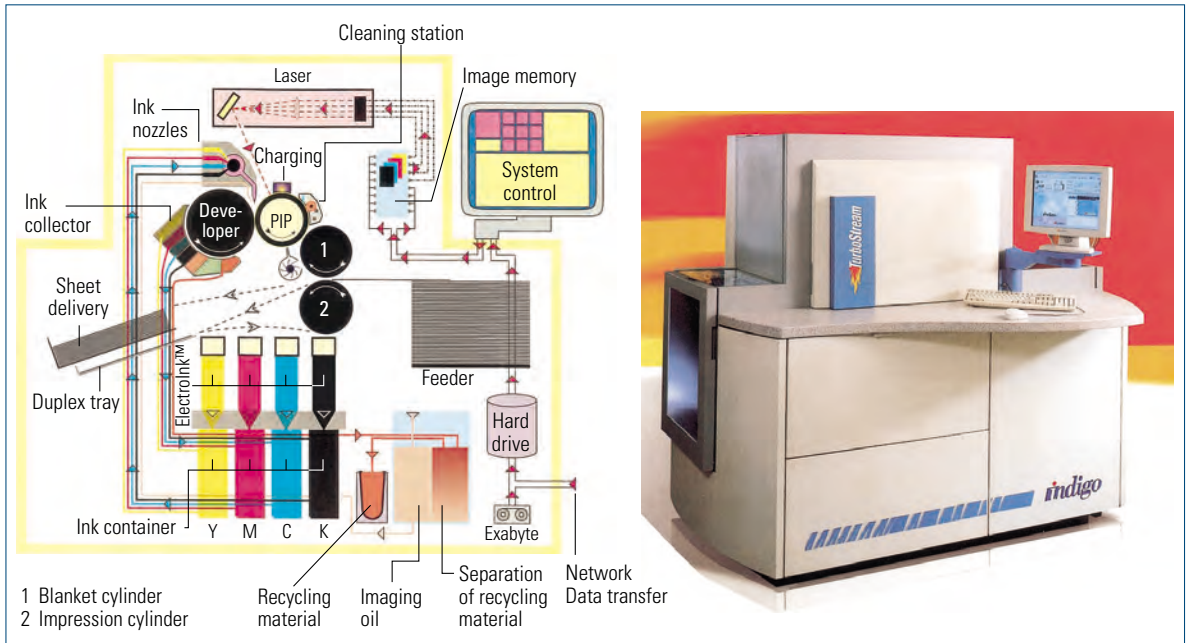 Cleaning station
Laser
Image memory
Ink
nozzles
Charging
System
control
Ink
collector
Deve-
loper
PIP
1
Sheet
delivery
2
Duplex tray
ElectroInk™
Feeder
Hard
drive
Ink container
Y M C K
Exabyte
1 Blanket cylinder
2 Impression cylinder
Recycling
material
Imaging
oil
Separation
of recycling
material
Network
Data transfer
TurboStream
indigo